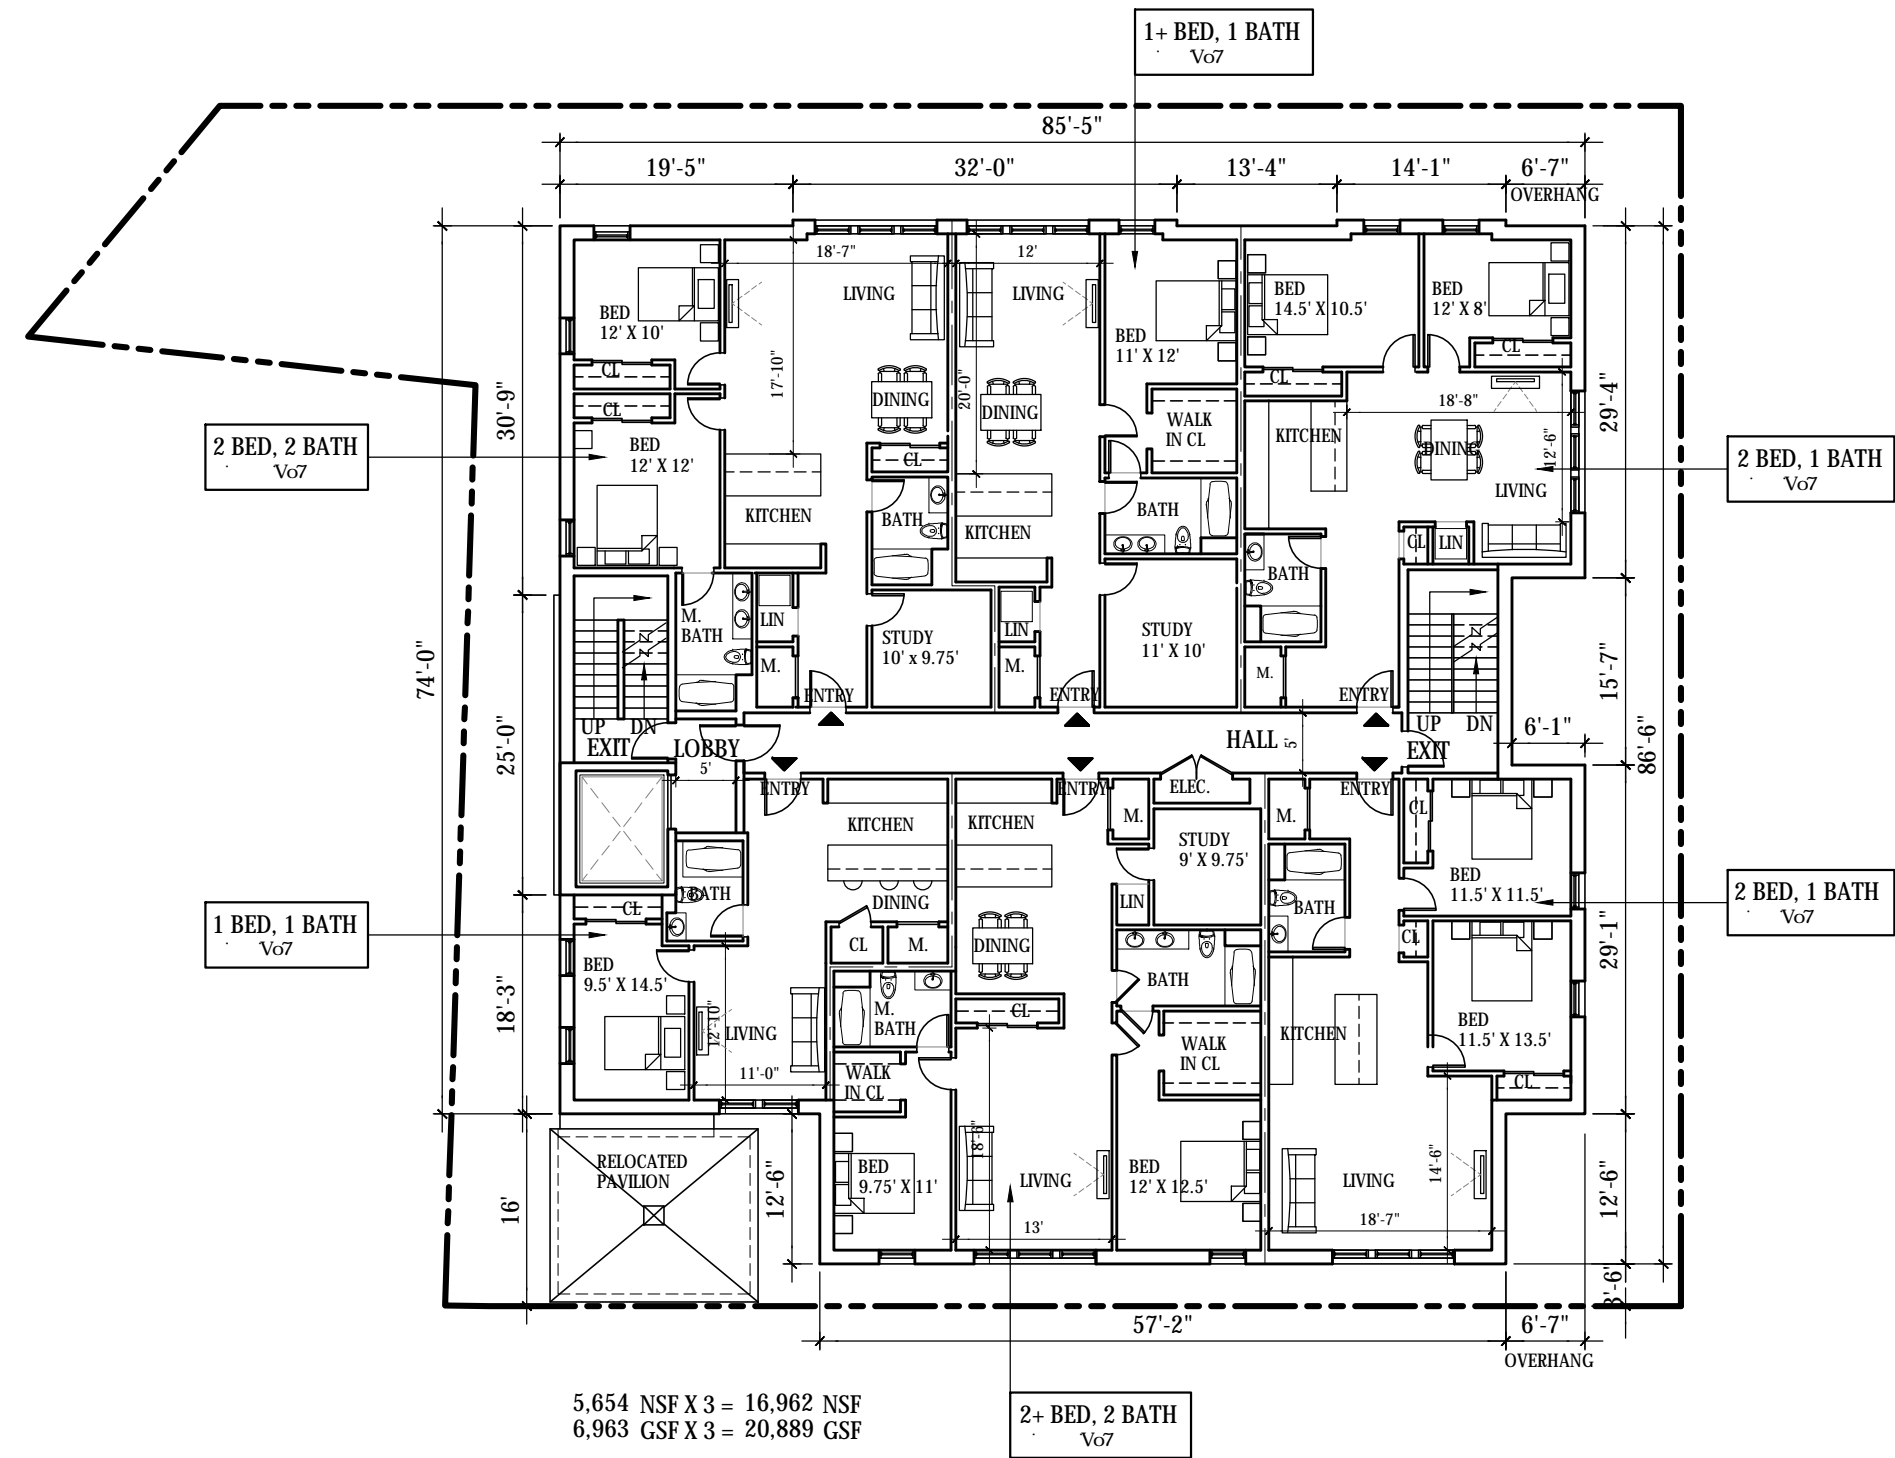 1+ BED, 1 BATH
Vo7
85'-5"
19'-5"
32'-0"
13'-4"
14'-1"
6'-7"
OVERHANG
18'-7"
12'
LIVING
LIVING
BED
12' X 10'
BED
14.5' X 10.5'
BED
12' X 8'
BED
11' X 12'
CL
CL
CL
CL
17'-10"
20'-0"
DINING
DINING
18'-8"
29'-4"
30'-9"
WALK
IN CL
KITCHEN
DINING
12'-6"
LIVING
2 BED, 2 BATH
Vo7
BED
12' X 12'
CL
2 BED, 1 BATH
Vo7
KITCHEN
BATH
KITCHEN
BATH
CL
LIN
BATH
M.
BATH
LIN
STUDY
10' x 9.75'
LIN
STUDY
11' X 10'
M.
M.
M.
74'-0"
15'-7"
ENTRY
ENTRY
ENTRY
UP
DN
EXIT
LOBBY
5'
HALL
5'
UP
DN
EXIT
6'-1"
86'-6"
25'-0"
ENTRY
ENTRY
ELEC.
ENTRY
KITCHEN
KITCHEN
M.
STUDY
9' X 9.75'
M.
CL
BED
11.5' X 11.5'
BATH
DINING
LIN
BATH
CL
2 BED, 1 BATH
Vo7
1 BED, 1 BATH
Vo7
CL
M.
DINING
CL
29'-1"
BED
9.5' X 14.5'
BATH
18'-3"
M.
BATH
CL
12'-10"
LIVING
KITCHEN
BED
11.5' X 13.5'
WALK
IN CL
11'-0"
WALK
IN CL
CL
RELOCATED
PAVILION
12'-6"
BED
9.75' X 11'
18'-6"
LIVING
BED
12' X 12.5'
LIVING
14'-6"
12'-6"
16'
13'
18'-7"
3'-6"
57'-2"
6'-7"
OVERHANG
5,654 NSF X 3 = 16,962 NSF
6,963 GSF X 3 = 20,889 GSF
2+ BED, 2 BATH
Vo7